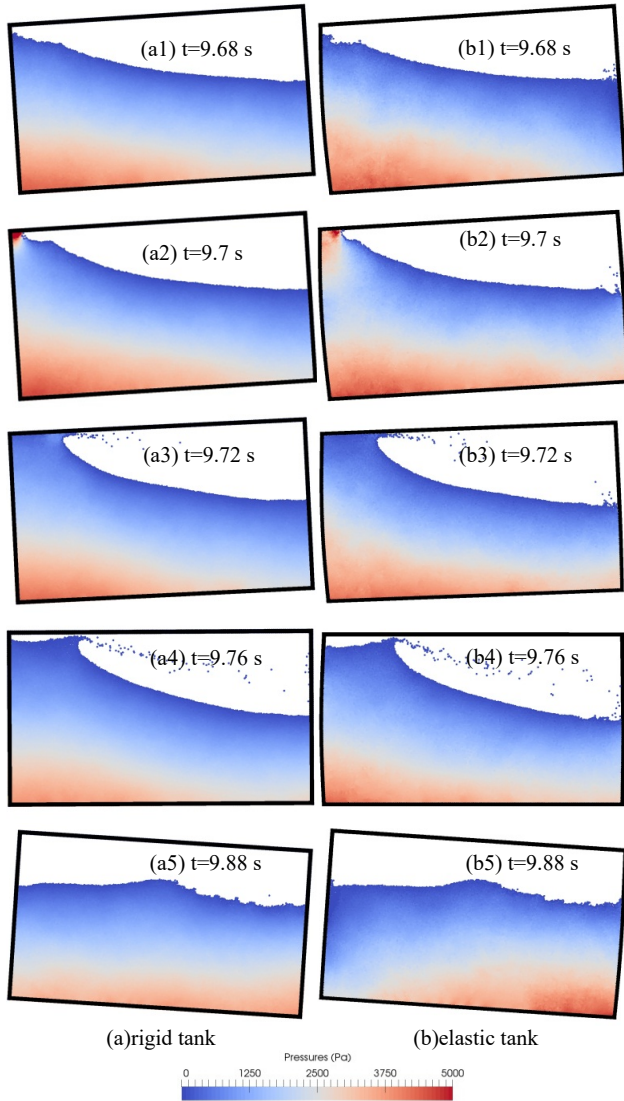 (a1) t=9.68 s
(b1) t=9.68 s
(a2) t=9.7 s
(b2) t=9.7 s
(a3) t=9.72 s
(b3) t=9.72 s
(a4) t=9.76 s
(b4) t=9.76 s
(a5) t=9.88 s
(b5) t=9.88 s
(a)rigid tank
(b)elastic tank
Pressures (Pa)
0 1250 2500 3750 5000